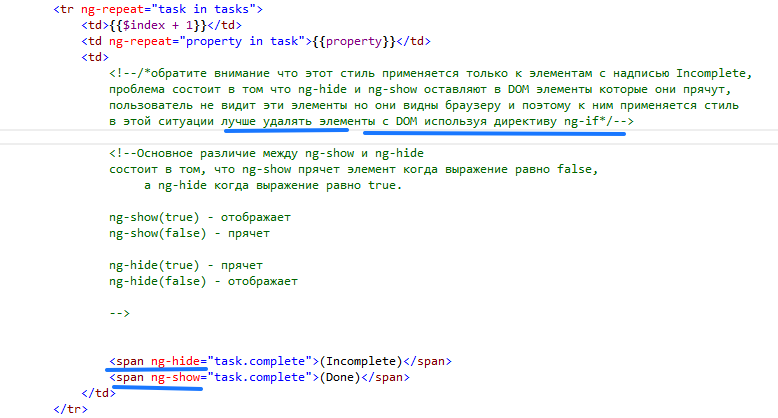 <tr ng-repeat="task in tasks">
<td>{{$index + 1}}</td>
<td ng-repeat="property in task">{{property}}</td>
<td>
<!--/*обратите внимание что этот стиль применяется только к элементам с надписью Incomplete,
проблема состоит в том что ng-hide и ng-show оставляют в DOM элементы которые они прячут,
пользователь не видит эти элементы но они видны браузеру и поэтому к ним применяется стиль
в этой ситуации лучше удалять элементы с DOM используя директиву ng-if*/-->
<!--Основное различие между ng-show и ng-hide
состоит в том, что ng-show прячет элемент когда выражение равно false,
а ng-hide когда выражение равно true.
ng-show(true) - отображает
ng-show(false) - прячет
ng-hide(true) - прячет
ng-hide(false) - отображает
-->
<span ng-hide="task.complete">(Incomplete)</span>
<span ng-show="task.complete">(Done)</span>
</td>
</tr>